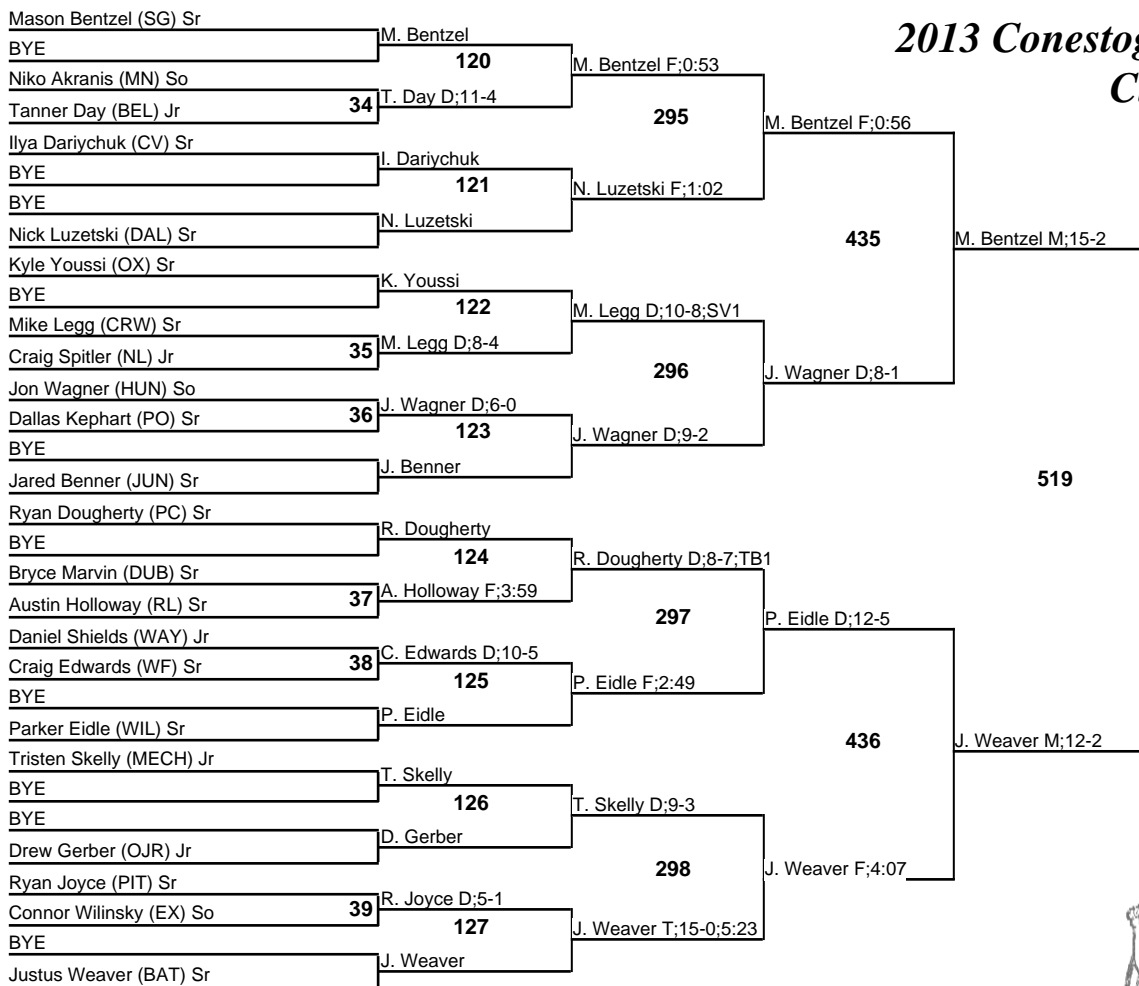 2013 Conestog
C
Mason Bentzel (SG) Sr
BYE
Niko Akranis (MN) So
Tanner Day (BEL) Jr
Ilya Dariychuk (CV) Sr
BYE
BYE
Nick Luzetski (DAL) Sr
Kyle Youssi (OX) Sr
BYE
Mike Legg (CRW) Sr
Craig Spitler (NL) Jr
Jon Wagner (HUN) So
Dallas Kephart (PO) Sr
BYE
Jared Benner (JUN) Sr
Ryan Dougherty (PC) Sr
BYE
Bryce Marvin (DUB) Sr
Austin Holloway (RL) Sr
Daniel Shields (WAY) Jr
Craig Edwards (WF) Sr
BYE
Parker Eidle (WIL) Sr
Tristen Skelly (MECH) Jr
BYE
BYE
Drew Gerber (OJR) Jr
Ryan Joyce (PIT) Sr
Connor Wilinsky (EX) So
BYE
Justus Weaver (BAT) Sr
34
35
36
37
38
39
M. Bentzel
120
T. Day D;11-4
I. Dariychuk
121
N. Luzetski
K. Youssi
122
M. Legg D;8-4
J. Wagner D;6-0
123
J. Benner
R. Dougherty
124
A. Holloway F;3:59
C. Edwards D;10-5
125
P. Eidle
T. Skelly
126
D. Gerber
R. Joyce D;5-1
127
J. Weaver
M. Bentzel F;0:53
295
N. Luzetski F;1:02
M. Legg D;10-8;SV1
296
J. Wagner D;9-2
R. Dougherty D;8-7;TB1
297
P. Eidle F;2:49
T. Skelly D;9-3
298
J. Weaver T;15-0;5:23
M. Bentzel F;0:56
435
J. Wagner D;8-1
P. Eidle D;12-5
436
J. Weaver F;4:07
M. Bentzel M;15-2
519
J. Weaver M;12-2